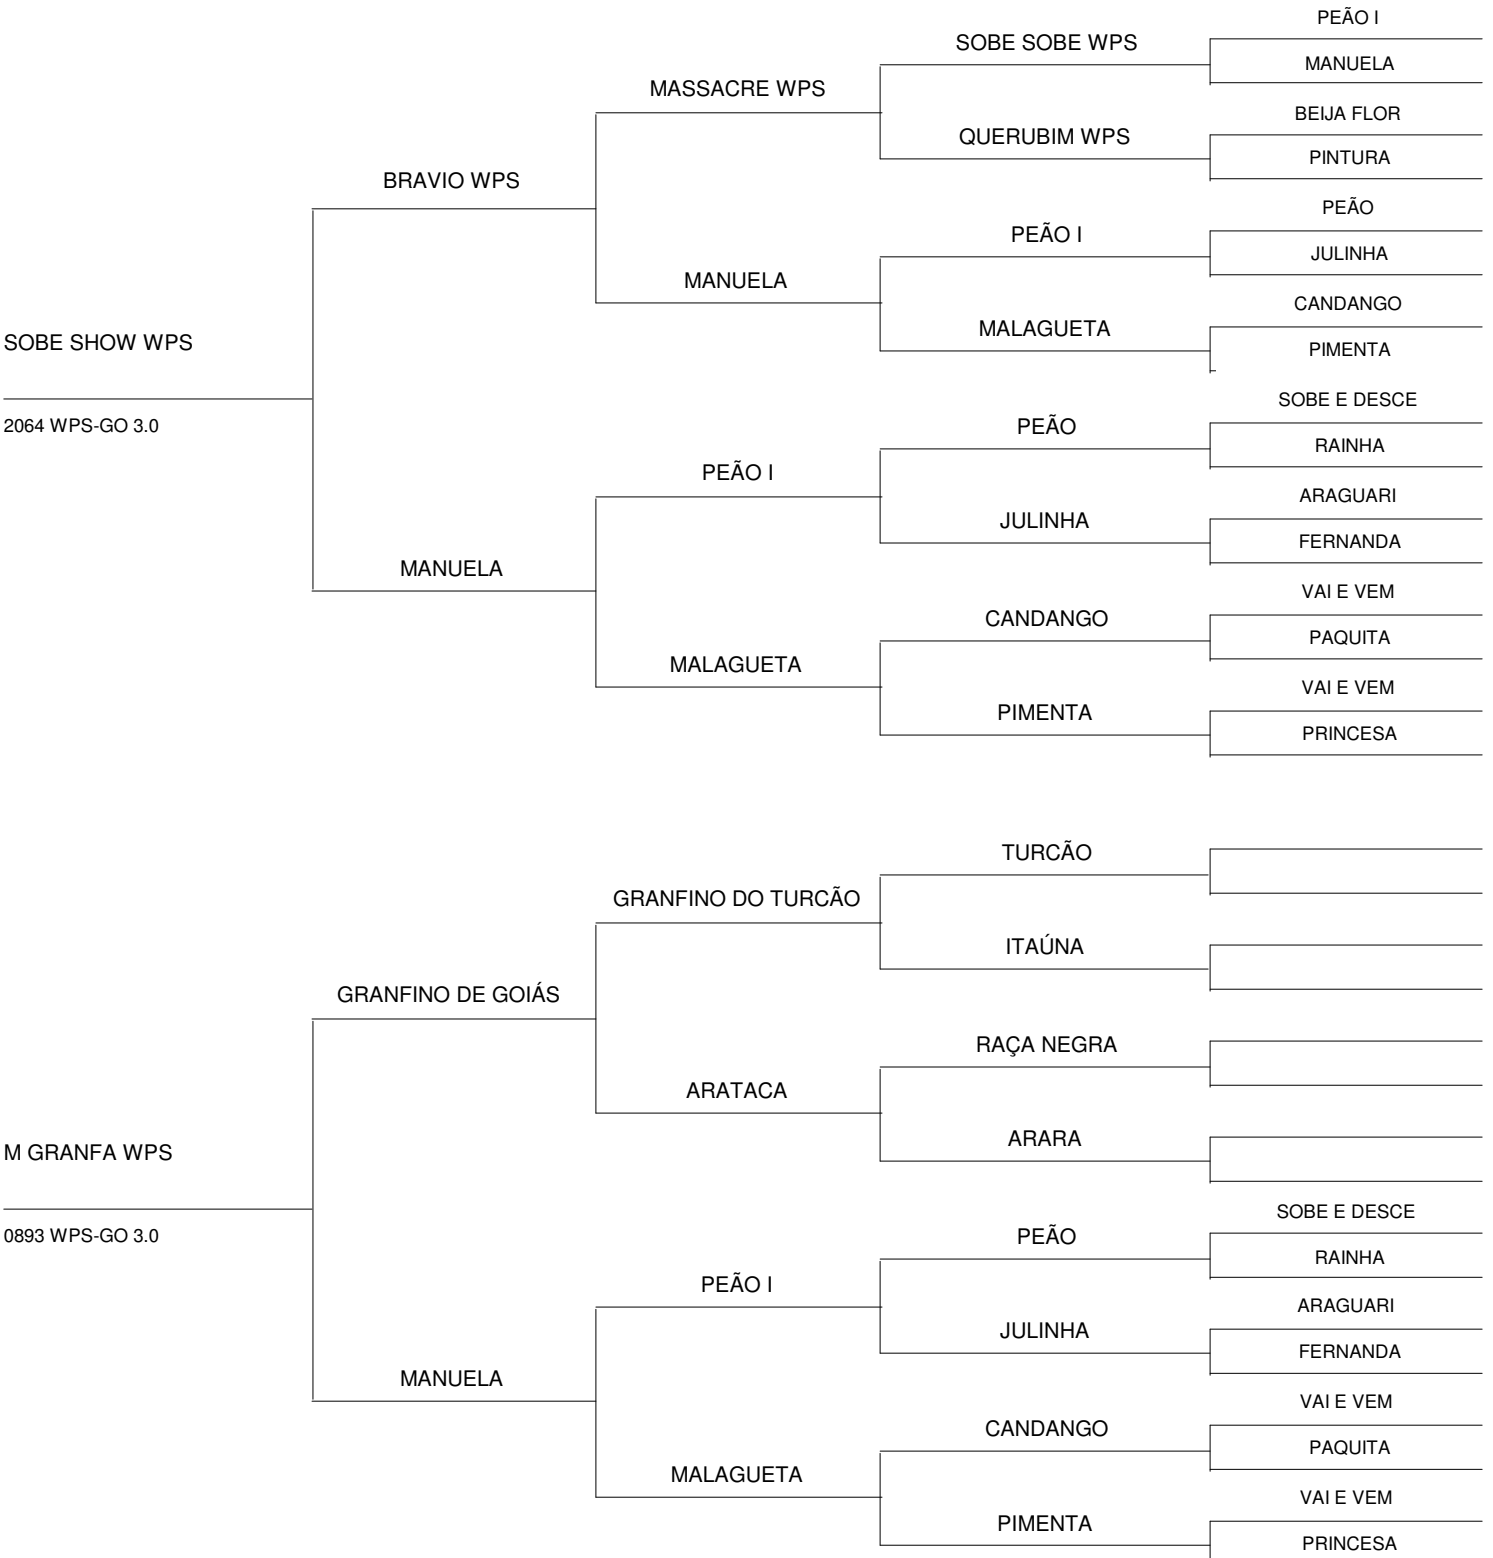 PEÃO I
SOBE SOBE WPS
MANUELA
MASSACRE WPS
BEIJA FLOR
QUERUBIM WPS
PINTURA
BRAVIO WPS
PEÃO
PEÃO I
JULINHA
MANUELA
CANDANGO
MALAGUETA
SOBE SHOW WPS
PIMENTA
SOBE E DESCE
2064 WPS-GO 3.0
PEÃO
RAINHA
PEÃO I
ARAGUARI
JULINHA
FERNANDA
MANUELA
VAI E VEM
CANDANGO
PAQUITA
MALAGUETA
VAI E VEM
PIMENTA
PRINCESA
TURCÃO
GRANFINO DO TURCÃO
ITAÚNA
GRANFINO DE GOIÁS
RAÇA NEGRA
ARATACA
ARARA
M GRANFA WPS
SOBE E DESCE
0893 WPS-GO 3.0
PEÃO
RAINHA
PEÃO I
ARAGUARI
JULINHA
FERNANDA
MANUELA
VAI E VEM
CANDANGO
PAQUITA
MALAGUETA
VAI E VEM
PIMENTA
PRINCESA